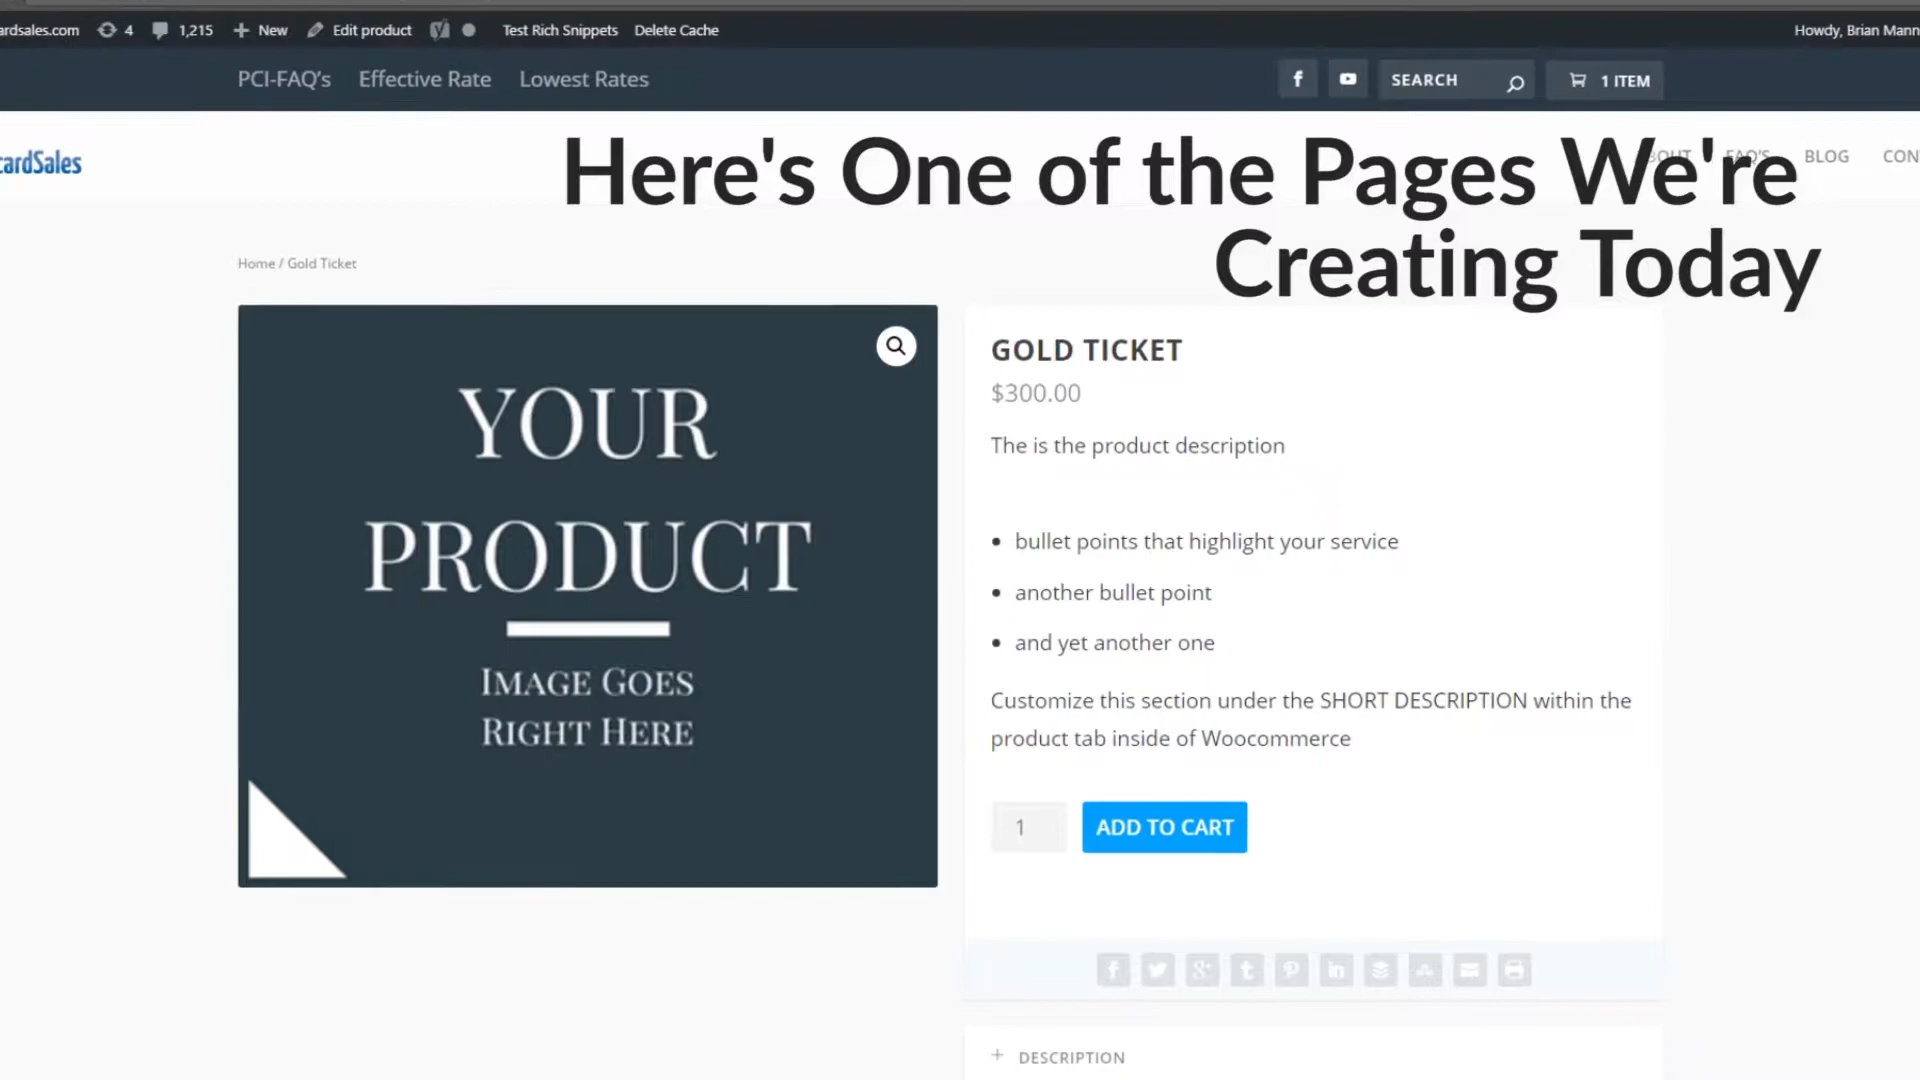 ardsales.com 4 1,215 New Edit product Test Rich Snippets Delete Cache Howdy, Brian Mann
PCI-FAQ's Effective Rate Lowest Rates SEARCH 1 ITEM
cardSales
Here's One of the Pages We're
Creating Today
BOUT FAQ'S BLOG CON
Home / Gold Ticket
YOUR
PRODUCT
IMAGE GOES
RIGHT HERE
GOLD TICKET
$300.00
The is the product description
• bullet points that highlight your service
• another bullet point
• and yet another one
Customize this section under the SHORT DESCRIPTION within the
product tab inside of Woocommerce
1 ADD TO CART
+ DESCRIPTION